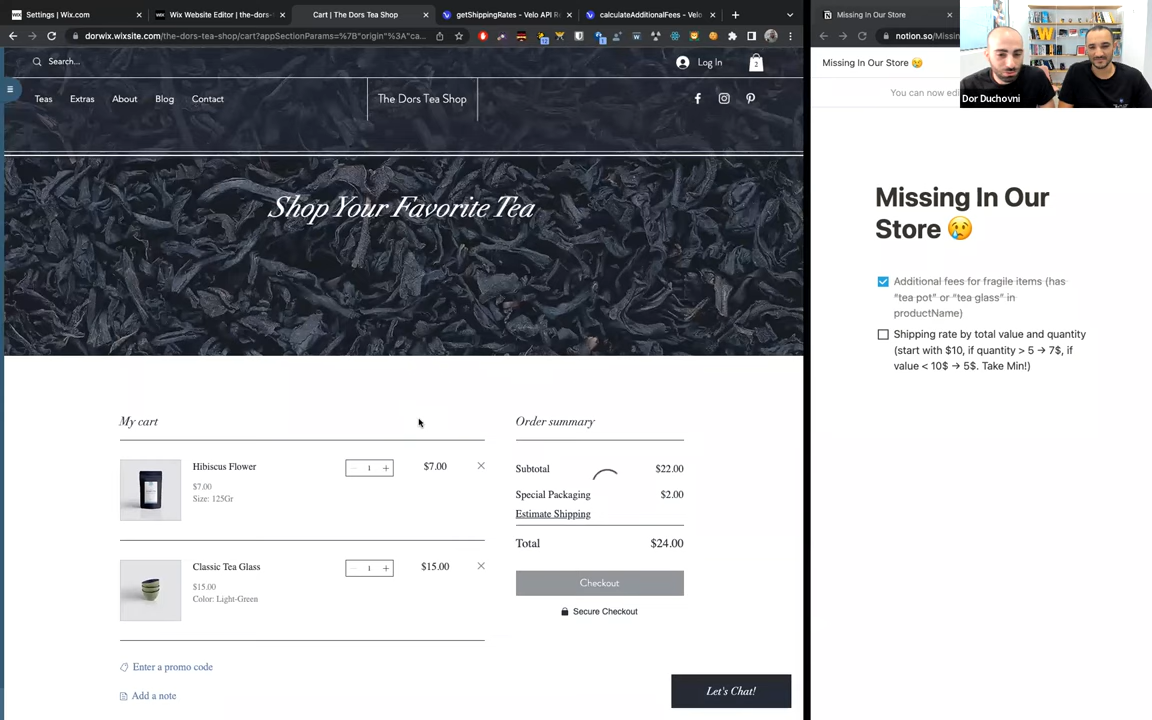 Settings | Wix.com
Wix Website Editor | the-dors-
Cart | The Dors Tea Shop
getShippingRates - Velo API R
calculateAdditionalFees - Velo
Missing In Our Store
dorwix.wixsite.com/the-dors-tea-shop/cart?appSectionParams=%7B"origin"%3A"ca...
notion.so/Missin
Missing In Our Store 😢
You can now edi
Dor Duchovni
Search...
Log In
2
Teas
Extras
About
Blog
Contact
The Dors Tea Shop
Shop Your Favorite Tea
My cart
Hibiscus Flower
$7.00
Size: 125Gr
1
$7.00
Classic Tea Glass
$15.00
Color: Light-Green
1
$15.00
Enter a promo code
Add a note
Order summary
Subtotal
$22.00
Special Packaging
$2.00
Estimate Shipping
Total
$24.00
Checkout
Secure Checkout
Let's Chat!
Missing In Our
Store 😢
Additional fees for fragile items (has
"tea pot" or "tea glass" in
productName)
Shipping rate by total value and quantity
(start with $10, if quantity > 5 → 7$, if
value < 10$ → 5$. Take Min!)